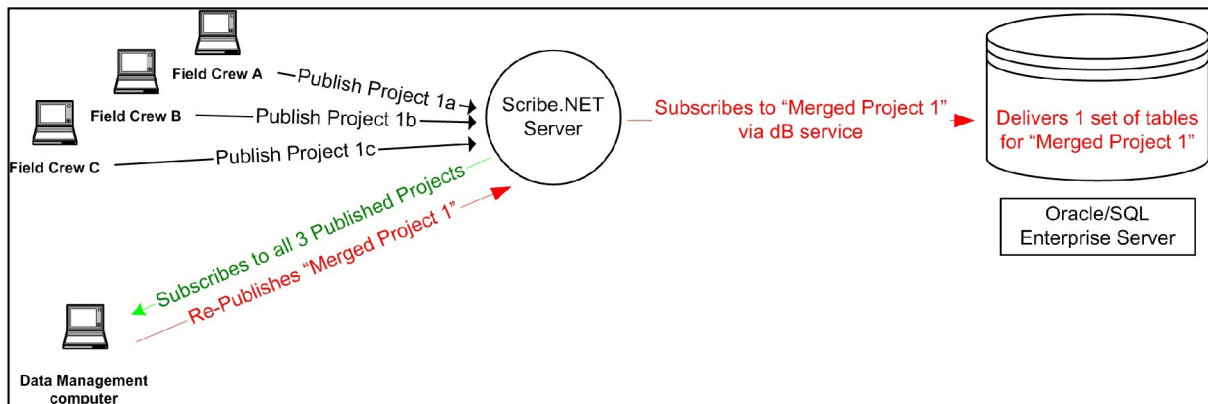 Field Crew A
Publish Project 1a
Field Crew B
Publish Project 1b
Field Crew C
Publish Project 1c
Scribe.NET
Server
Subscribes to “Merged Project 1”
via dB service
Delivers 1 set of tables
for “Merged Project 1”
Oracle/SQL
Enterprise Server
Subscribes to all 3 Published Projects
Re-Publishes “Merged Project 1”
Data Management
computer